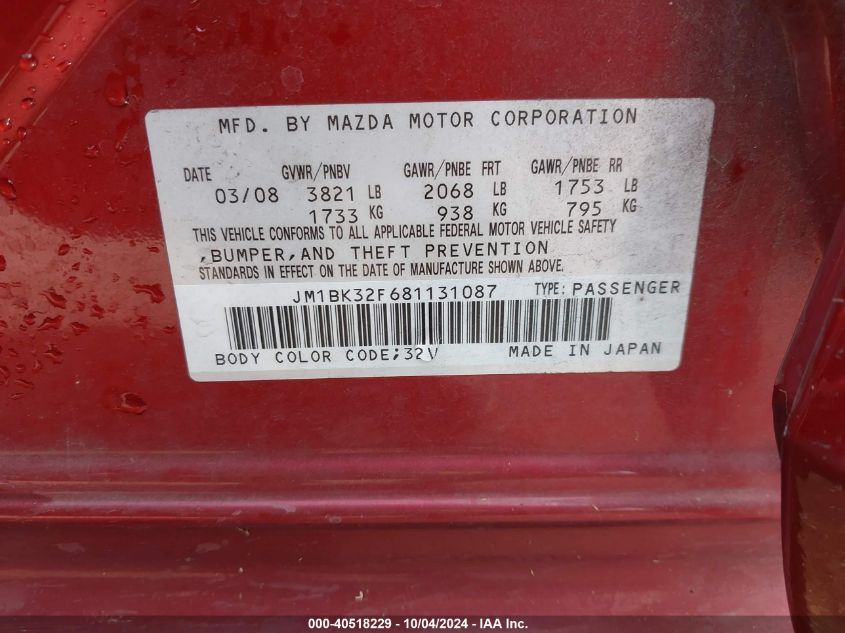 MFD. BY MAZDA MOTOR CORPORATION
DATE GVWR/PNBV GAWR/PNBE FRT GAWR/PNBE RR
03/08 3821 LB 2068 LB 1753 LB
1733 KG 938 KG 795 KG
THIS VEHICLE CONFORMS TO ALL APPLICABLE FEDERAL MOTOR VEHICLE SAFETY
,BUMPER,AND THEFT PREVENTION
STANDARDS IN EFFECT ON THE DATE OF MANUFACTURE SHOWN ABOVE.
JM1BK32F681131087 TYPE: PASSENGER
BODY COLOR CODE;32V MADE IN JAPAN
000-40518229 - 10/04/2024 - IAA Inc.